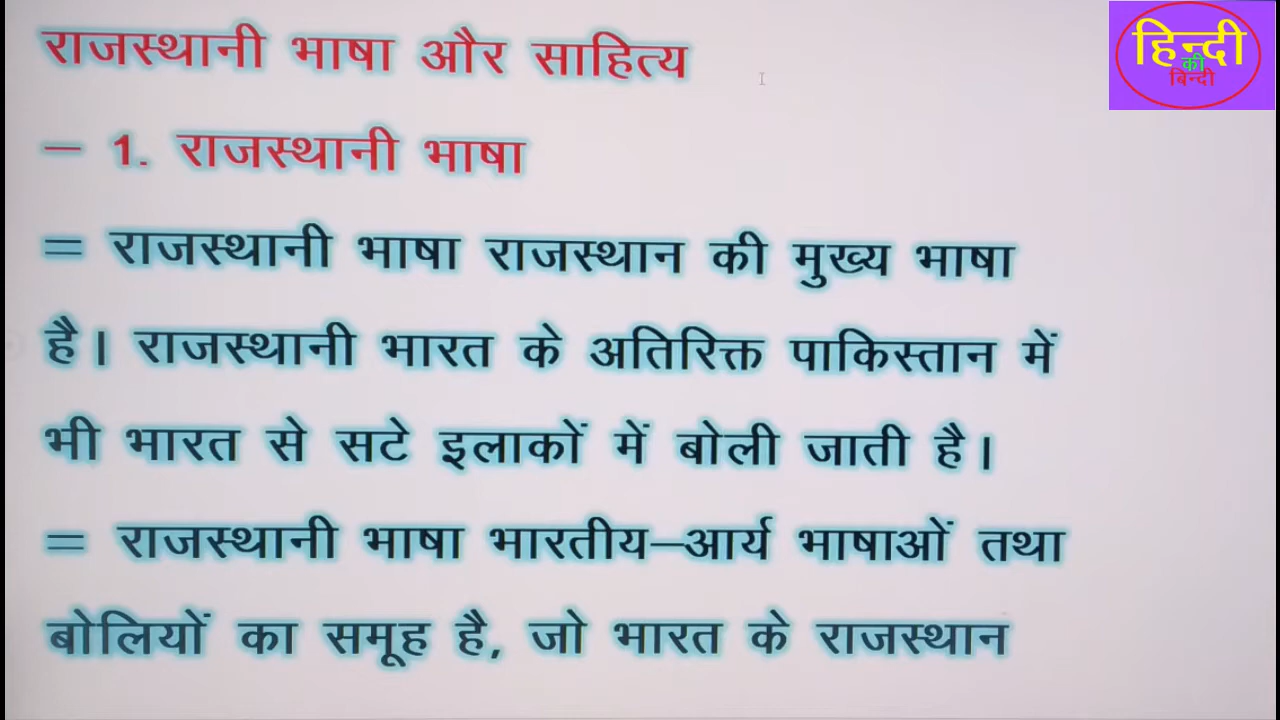 राजस्थानी भाषा और साहित्य
– 1. राजस्थानी भाषा
= राजस्थानी भाषा राजस्थान की मुख्य भाषा
है। राजस्थानी भारत के अतिरिक्त पाकिस्तान में
भी भारत से सटे इलाकों में बोली जाती है।
= राजस्थानी भाषा भारतीय–आर्य भाषाओं तथा
बोलियों का समूह है, जो भारत के राजस्थान
हिन्दी
की
बिन्दी